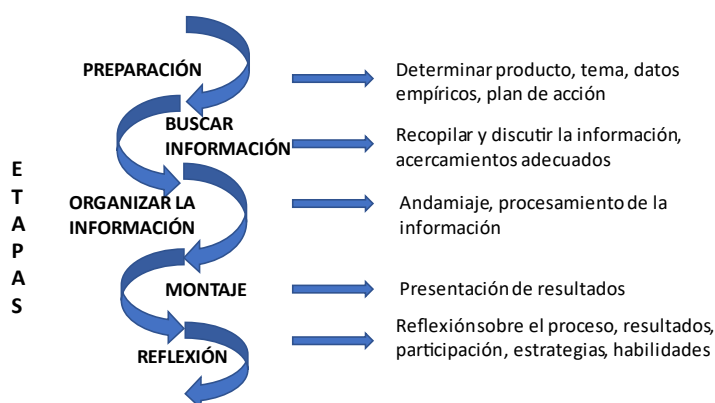 PREPARACIÓN
Determinar producto, tema, datos
empíricos, plan de acción
BUSCAR
INFORMACIÓN
Recopilar y discutir la información,
acercamientos adecuados
E
T
A
P
A
S
ORGANIZAR LA
INFORMACIÓN
Andamiaje, procesamiento de la
información
MONTAJE
Presentación de resultados
REFLEXIÓN
Reflexión sobre el proceso, resultados,
participación, estrategias, habilidades